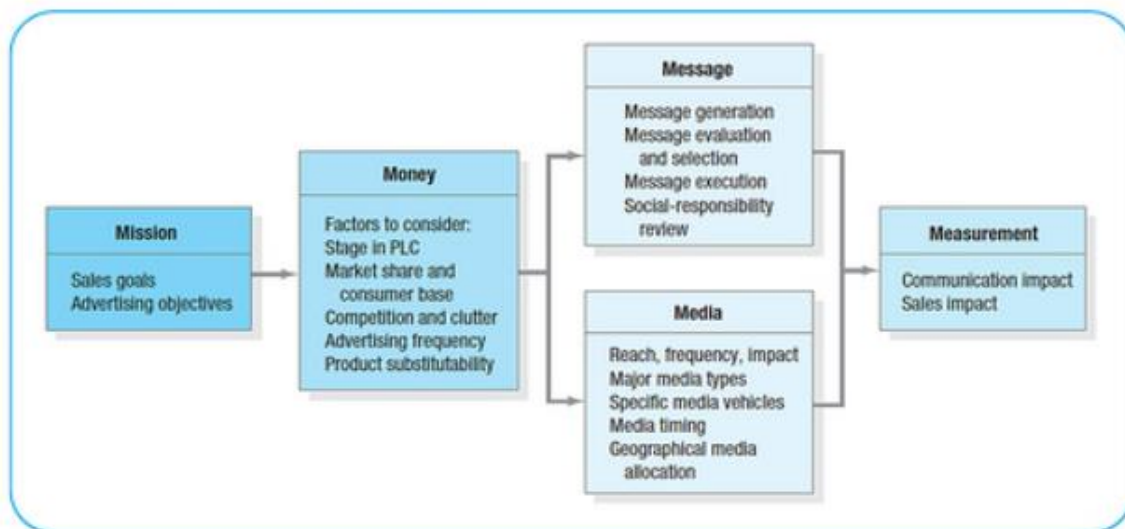 Mission
Sales goals
Advertising objectives
Money
Factors to consider:
Stage in PLC
Market share and
consumer base
Competition and clutter
Advertising frequency
Product substitutability
Message
Message generation
Message evaluation
and selection
Message execution
Social-responsibility
review
Media
Reach, frequency, impact
Major media types
Specific media vehicles
Media timing
Geographical media
allocation
Measurement
Communication impact
Sales impact